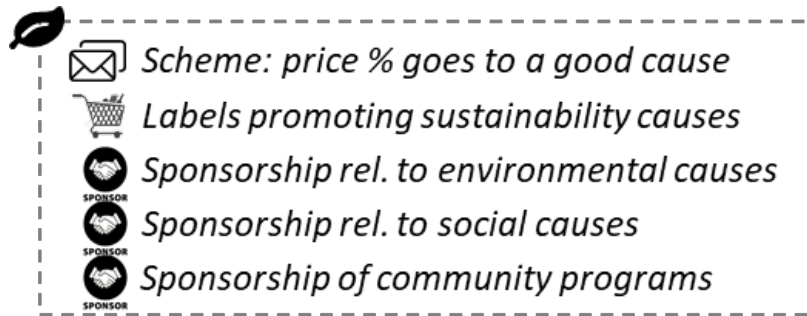 Scheme: price % goes to a good cause
Labels promoting sustainability causes
Sponsorship rel. to environmental causes
SPONSOR
Sponsorship rel. to social causes
SPONSOR
Sponsorship of community programs
SPONSOR